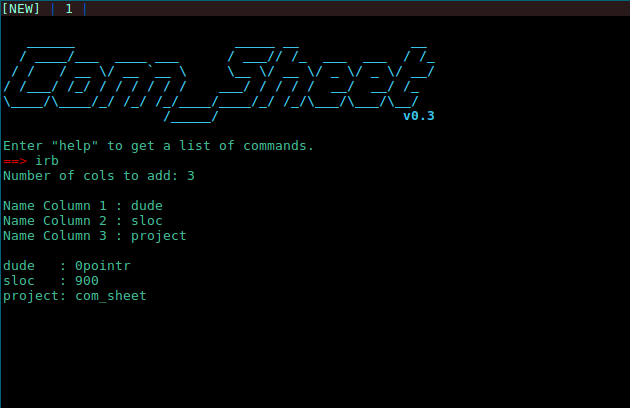 [NEW] | 1 |
Com_Sheet
v0.3
Enter "help" to get a list of commands.
==> irb
Number of cols to add: 3
Name Column 1 : dude
Name Column 2 : sloc
Name Column 3 : project
dude   : 0pointr
sloc   : 900
project: com_sheet